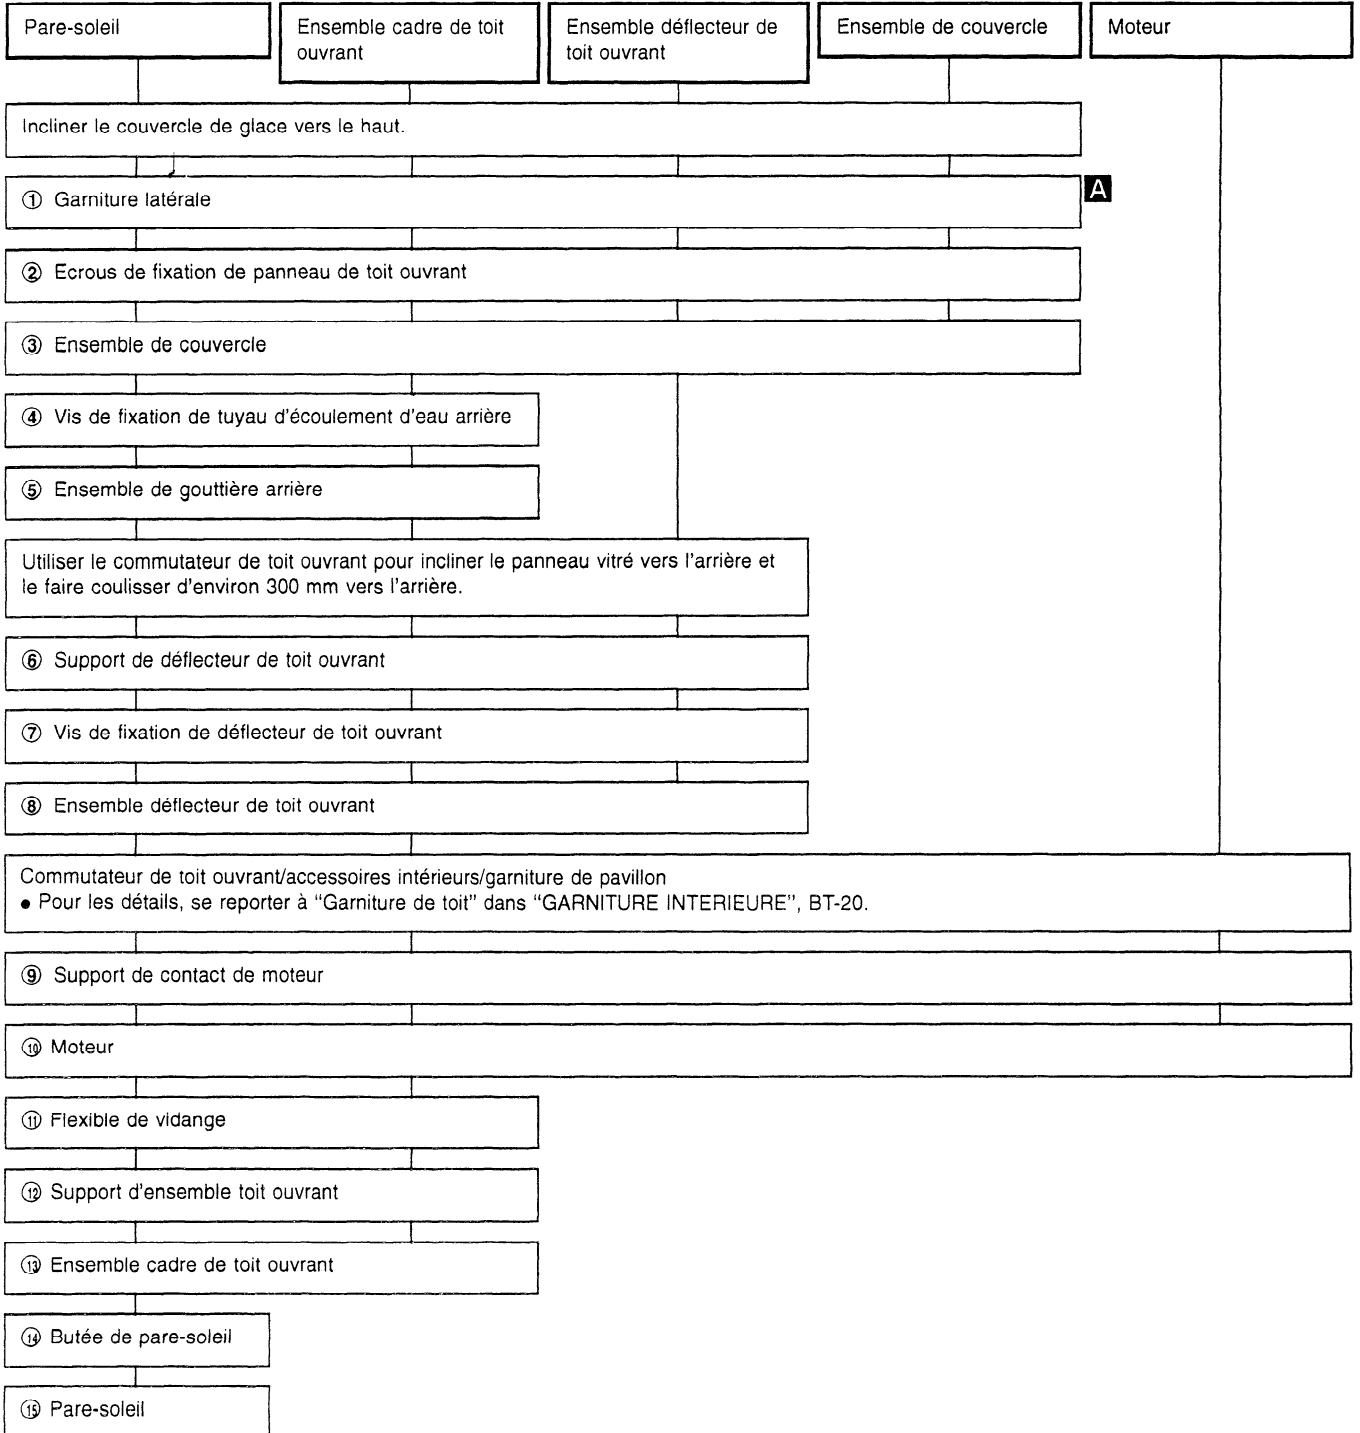 Pare-soleil
Ensemble cadre de toit
ouvrant
Ensemble déflecteur de
toit ouvrant
Ensemble de couvercle
Moteur
Incliner le couvercle de glace vers le haut.
① Garniture latérale
A
② Ecrous de fixation de panneau de toit ouvrant
③ Ensemble de couvercle
④ Vis de fixation de tuyau d'écoulement d'eau arrière
⑤ Ensemble de gouttière arrière
Utiliser le commutateur de toit ouvrant pour incliner le panneau vitré vers l'arrière et
le faire coulisser d'environ 300 mm vers l'arrière.
⑥ Support de déflecteur de toit ouvrant
⑦ Vis de fixation de déflecteur de toit ouvrant
⑧ Ensemble déflecteur de toit ouvrant
Commutateur de toit ouvrant/accessoires intérieurs/garniture de pavillon
● Pour les détails, se reporter à “Garniture de toit” dans “GARNITURE INTERIEURE”, BT-20.
⑨ Support de contact de moteur
⑩ Moteur
⑪ Flexible de vidange
⑫ Support d'ensemble toit ouvrant
⑬ Ensemble cadre de toit ouvrant
⑭ Butée de pare-soleil
⑮ Pare-soleil